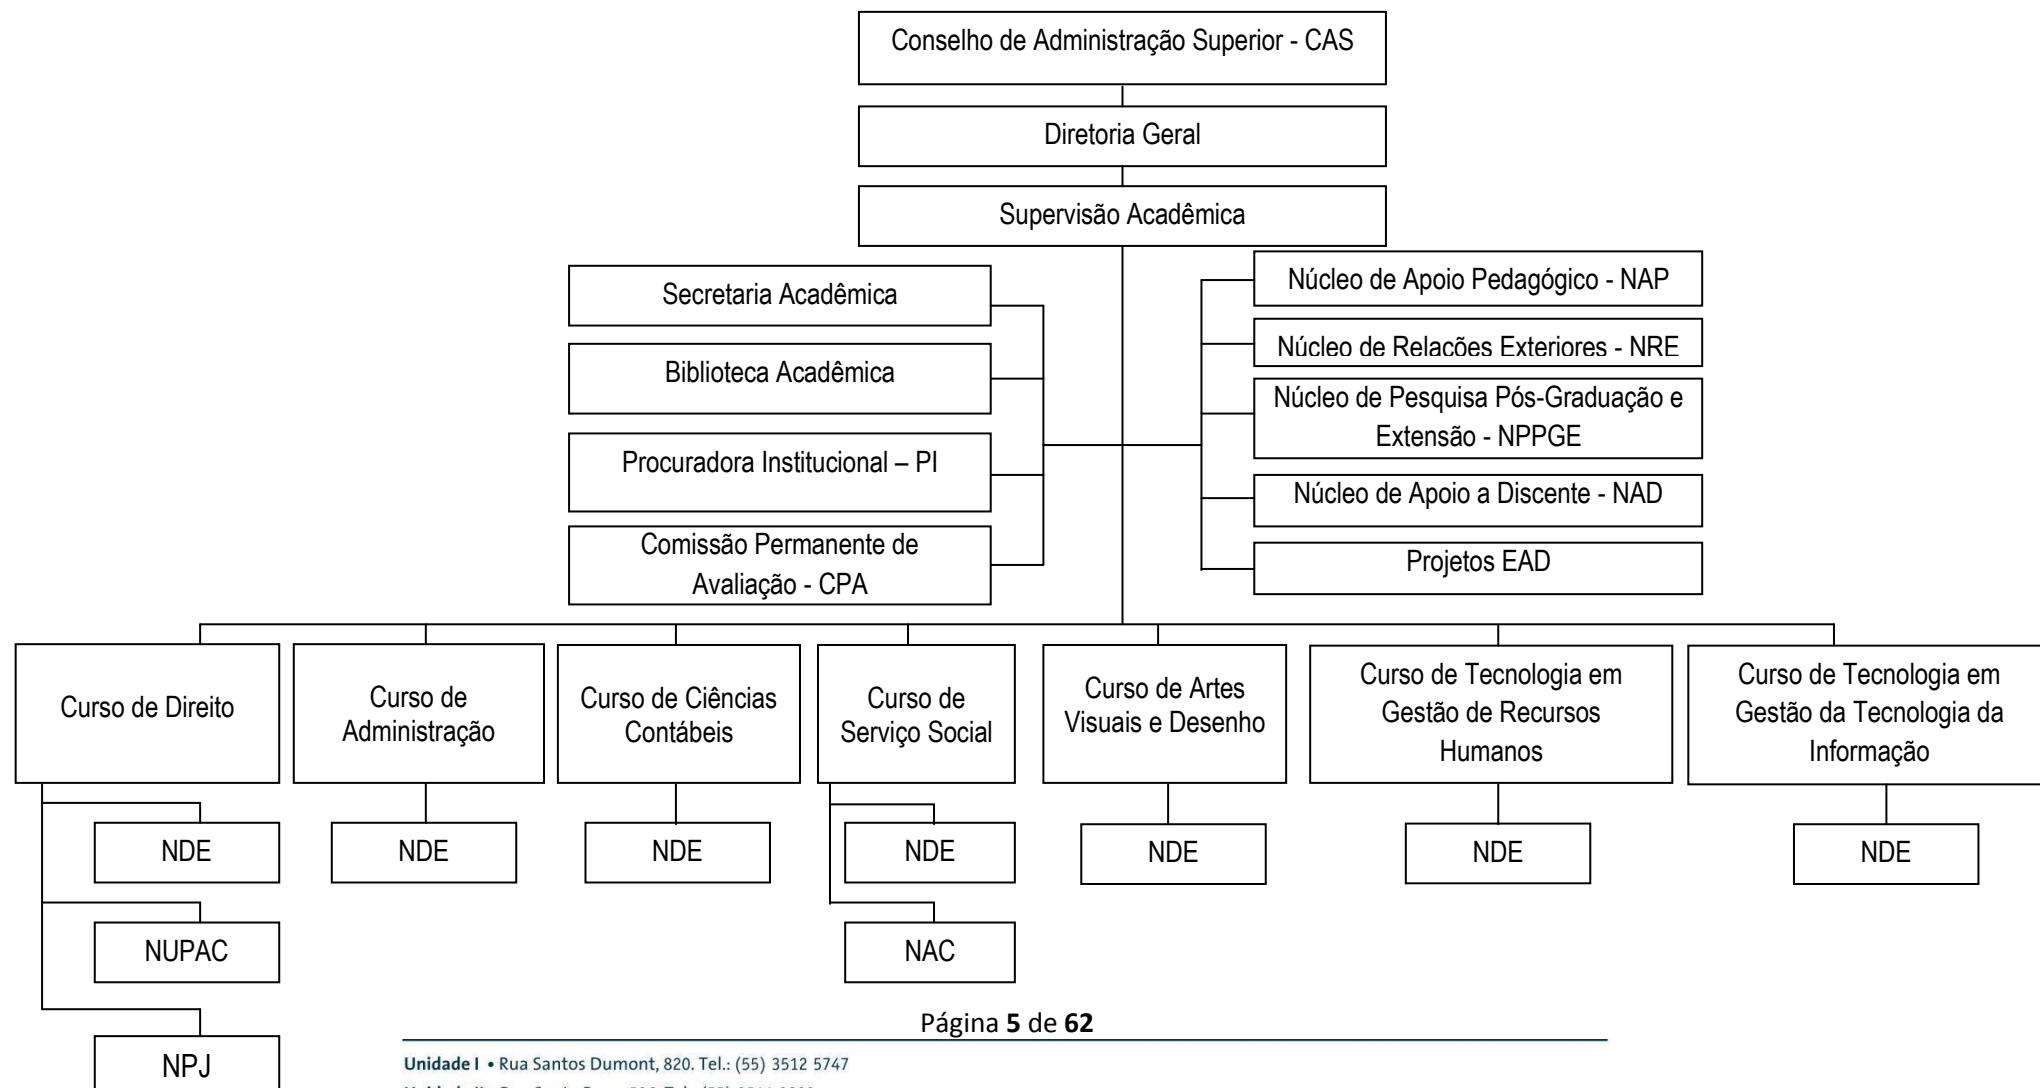 Conselho de Administração Superior - CAS
Diretoria Geral
Supervisão Acadêmica
Secretaria Acadêmica
Biblioteca Acadêmica
Procuradora Institucional – PI
Comissão Permanente de
Avaliação - CPA
Núcleo de Apoio Pedagógico - NAP
Núcleo de Relações Exteriores - NRE
Núcleo de Pesquisa Pós-Graduação e
Extensão - NPPGE
Núcleo de Apoio a Discente - NAD
Projetos EAD
Curso de Direito
Curso de
Administração
Curso de Ciências
Contábeis
Curso de
Serviço Social
Curso de Artes
Visuais e Desenho
Curso de Tecnologia em
Gestão de Recursos
Humanos
Curso de Tecnologia em
Gestão da Tecnologia da
Informação
NDE
NDE
NDE
NDE
NDE
NDE
NDE
NUPAC
NAC
NPJ
Página 5 de 62
Unidade I • Rua Santos Dumont, 820. Tel.: (55) 3512 5747